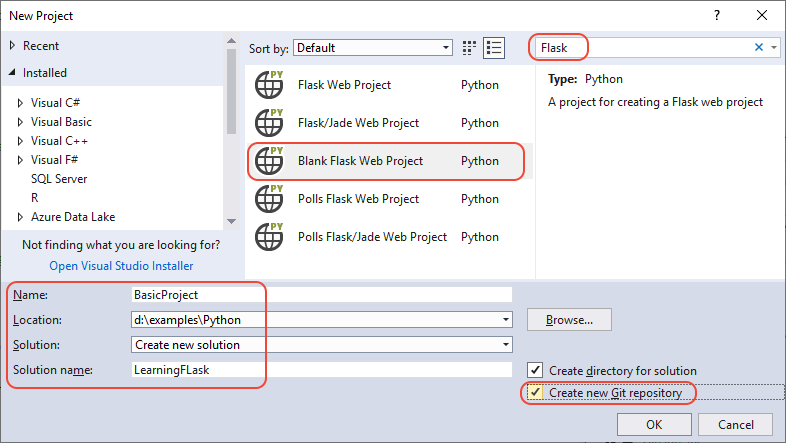 New Project
? ✕
Recent
Installed
Visual C#
Visual Basic
Visual C++
Visual F#
SQL Server
R
Azure Data Lake
Not finding what you are looking for?
Open Visual Studio Installer
Sort by: Default
PY Flask Web Project Python
PY Flask/Jade Web Project Python
PY Blank Flask Web Project Python
PY Polls Flask Web Project Python
PY Polls Flask/Jade Web Project Python
Flask
Type: Python
A project for creating a Flask web project
Name: BasicProject
Location: d:\examples\Python
Browse...
Solution: Create new solution
Solution name: LearningFLask
Create directory for solution
Create new Git repository
OK Cancel